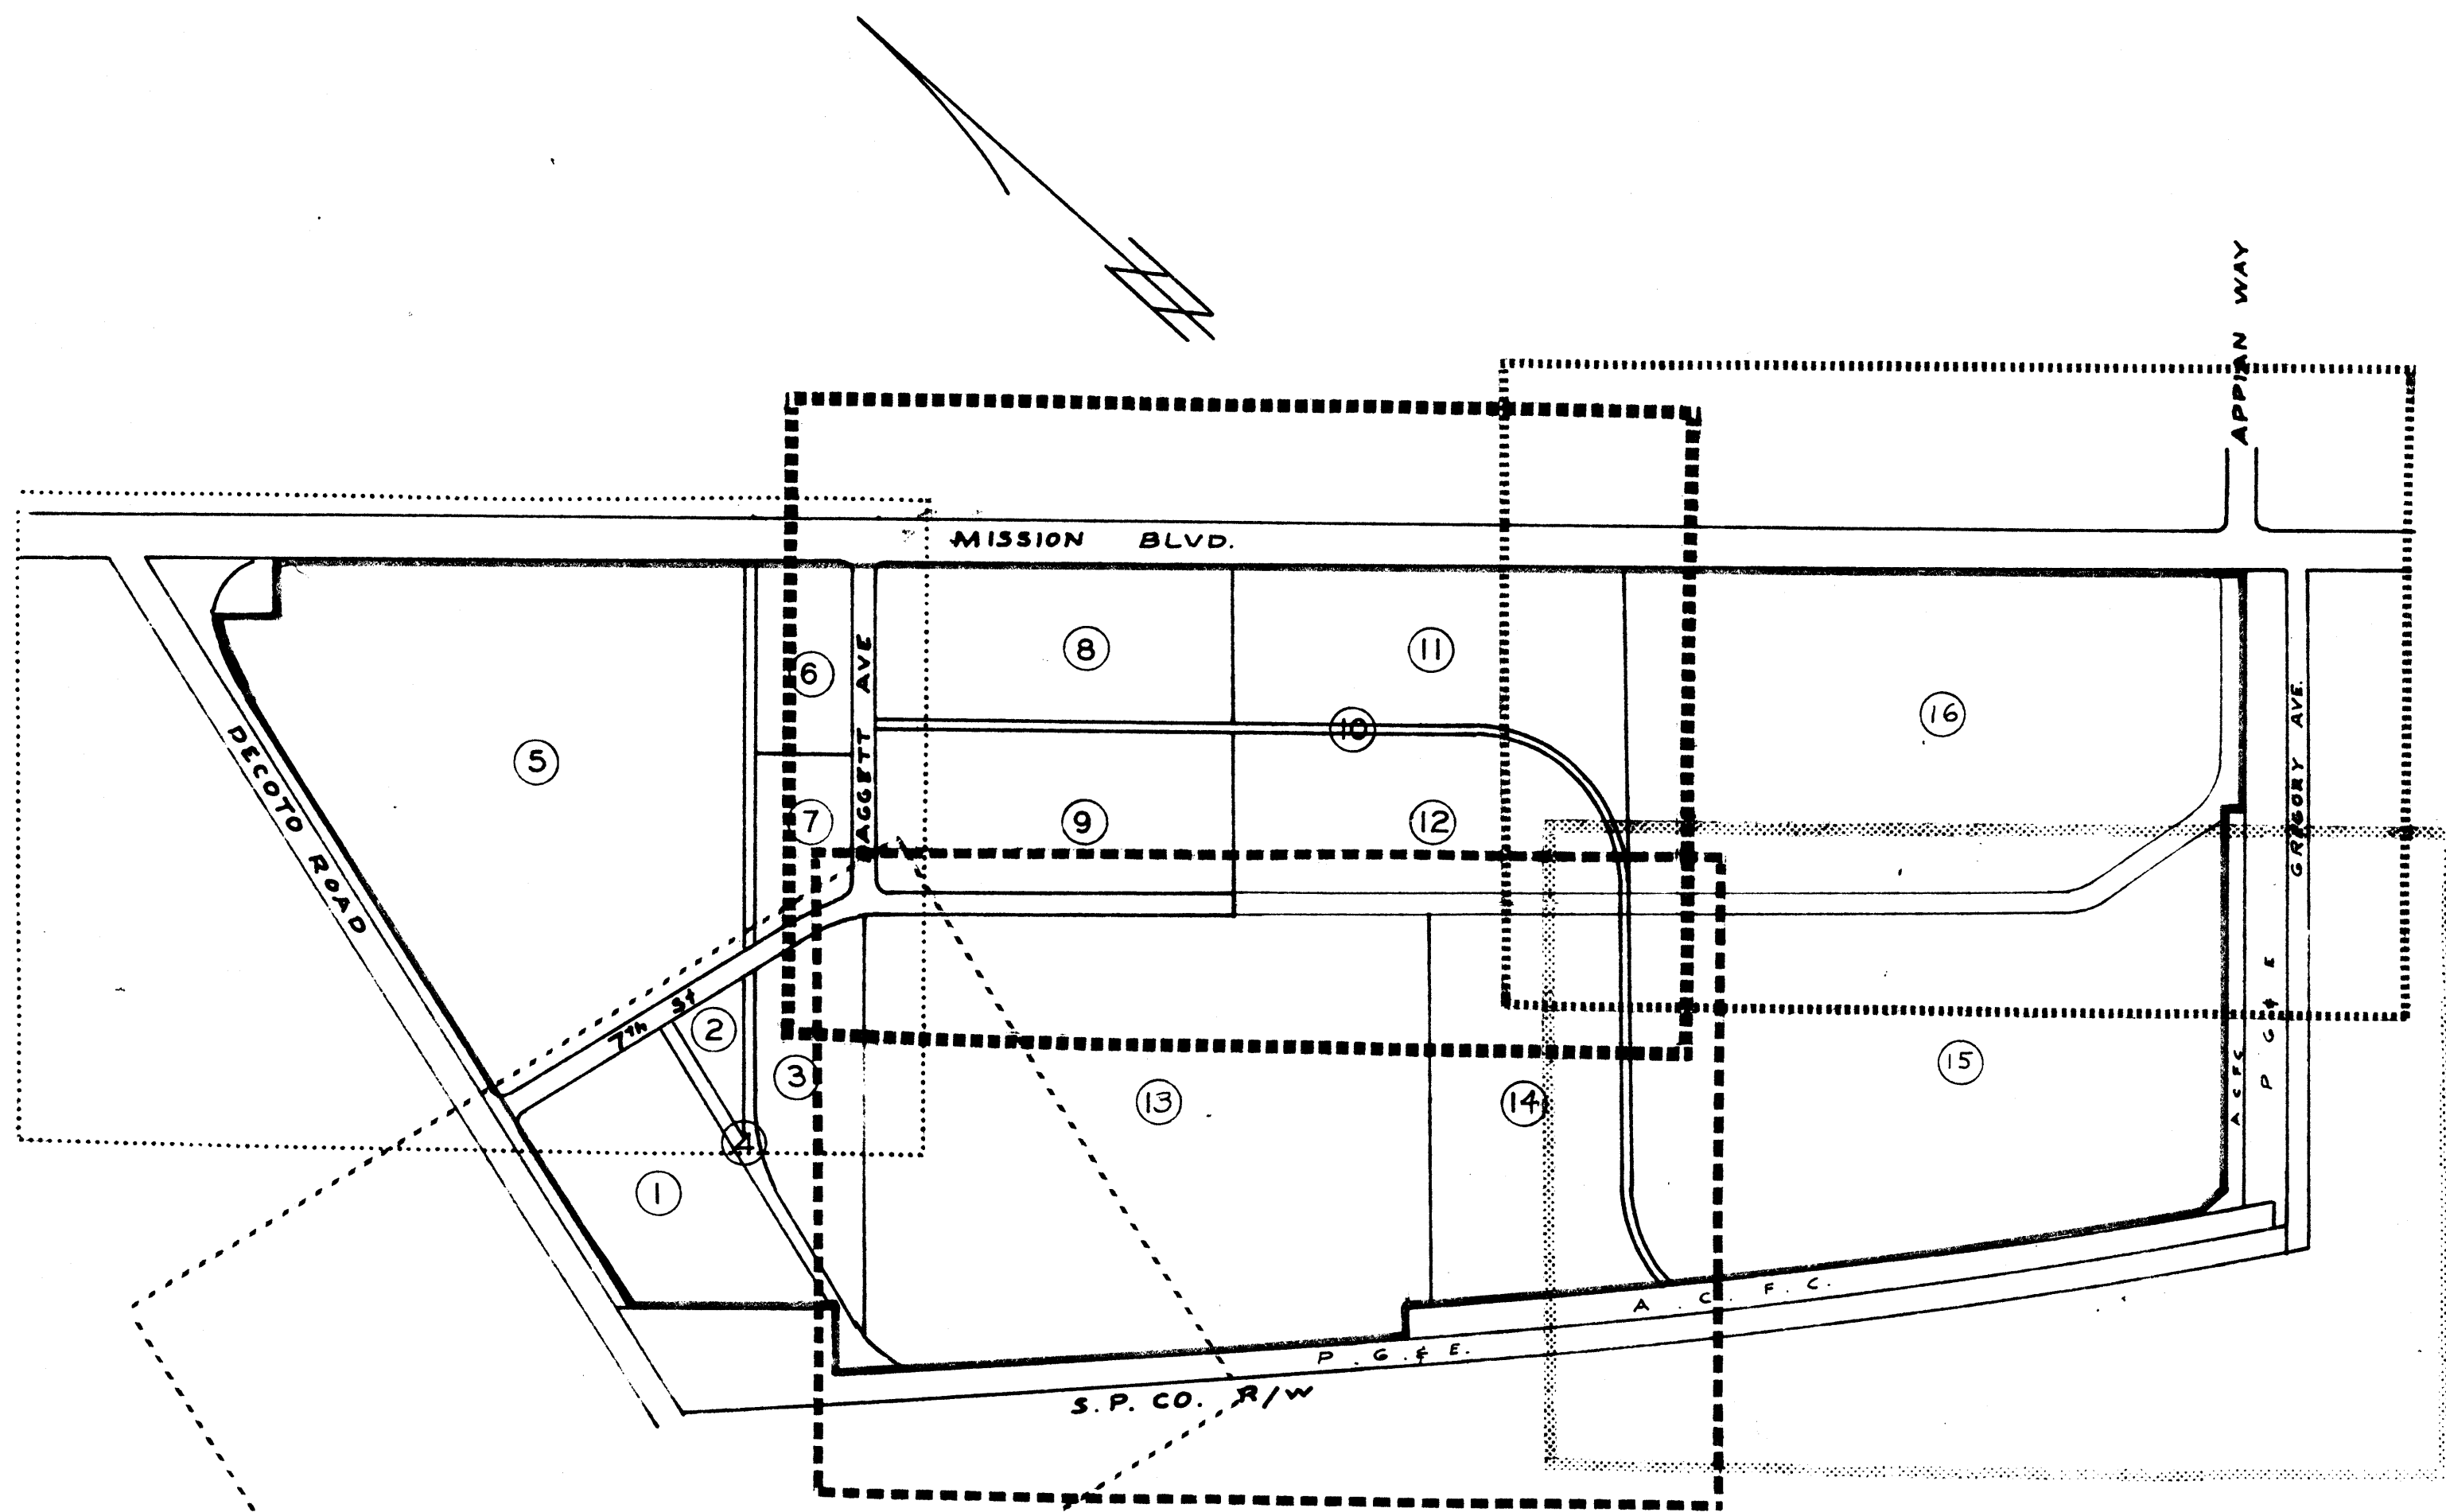 N
APPIAN WAY
MISSION BLVD.
DECOTO ROAD
DAGGETT AVE
GREGORY AVE.
7th St
6
8
11
16
10
5
7
9
12
2
3
13
14
15
4
1
A C F C
P G & E
A . C . F . C.
P . G . & E.
S.P. CO. R/W